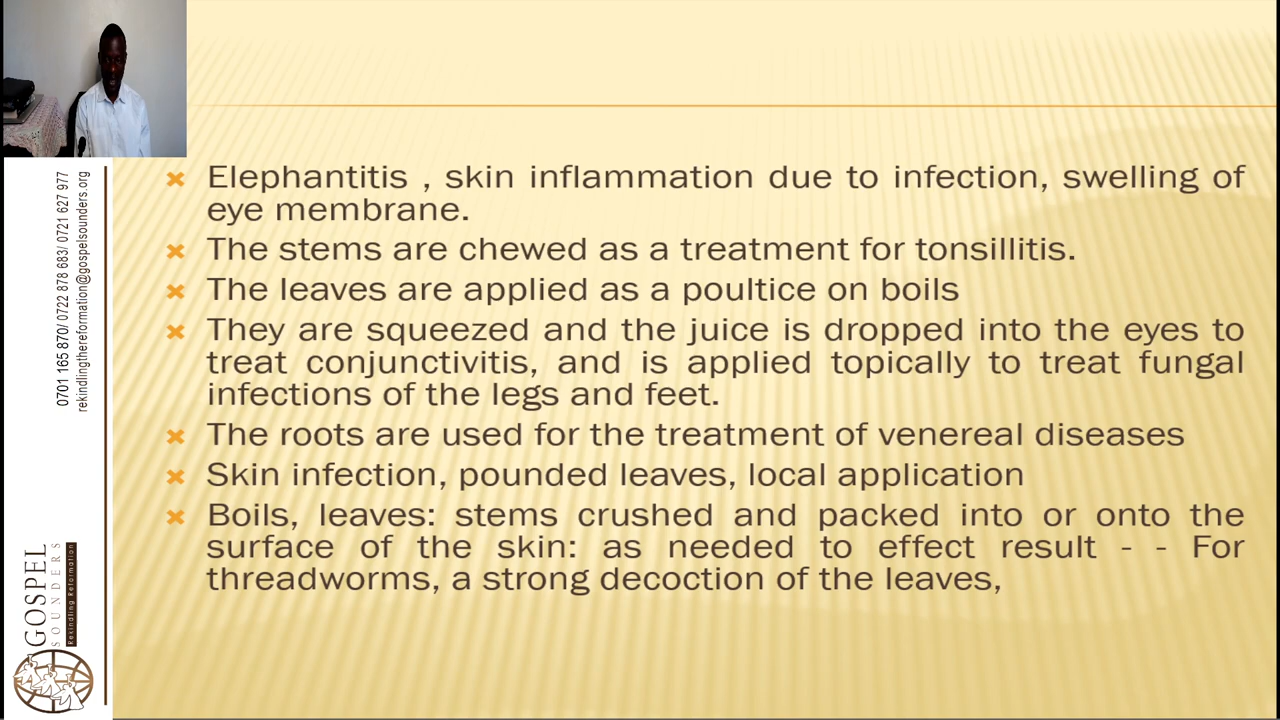 Elephantitis , skin inflammation due to infection, swelling of
eye membrane.
The stems are chewed as a treatment for tonsillitis.
The leaves are applied as a poultice on boils
They are squeezed and the juice is dropped into the eyes to
treat conjunctivitis, and is applied topically to treat fungal
infections of the legs and feet.
The roots are used for the treatment of venereal diseases
Skin infection, pounded leaves, local application
Boils, leaves: stems crushed and packed into or onto the
surface of the skin: as needed to effect result - - For
threadworms, a strong decoction of the leaves,
0701 165 870/ 0722 878 683/ 0721 627 977
rekindlingthereformation@gospelsounders.org
GOSPEL
SOUNDERS
Rekindling Reformation